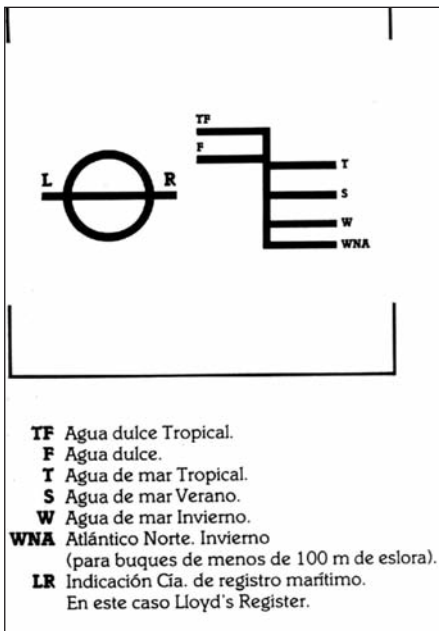 TF
F
T
L R
S
W
WNA
TF Agua dulce Tropical.
F Agua dulce.
T Agua de mar Tropical.
S Agua de mar Verano.
W Agua de mar Invierno.
WNA Atlántico Norte. Invierno
(para buques de menos de 100 m de eslora).
LR Indicación Cía. de registro marítimo.
En este caso Lloyd's Register.